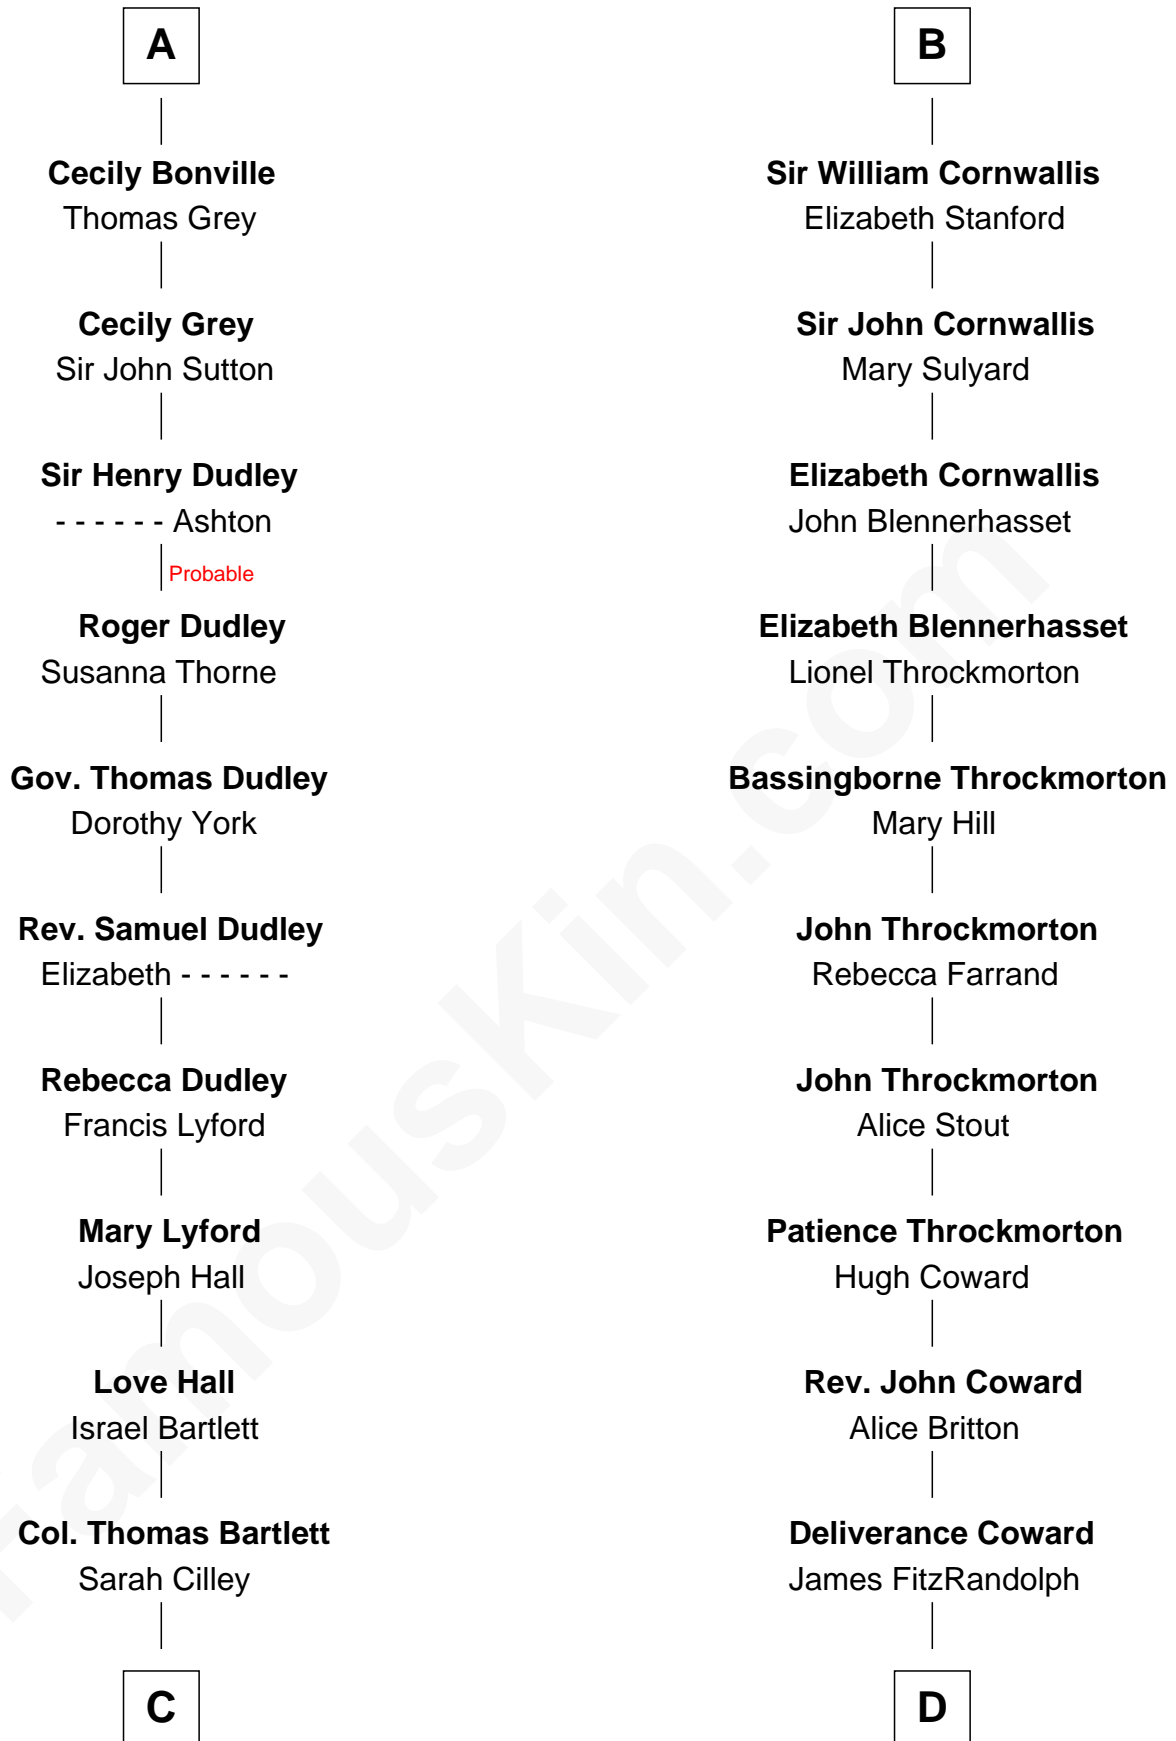 A
Cecily Bonville
Thomas Grey
Cecily Grey
Sir John Sutton
Sir Henry Dudley
- - - - - - Ashton
Probable
Roger Dudley
Susanna Thorne
Gov. Thomas Dudley
Dorothy York
Rev. Samuel Dudley
Elizabeth - - - - - -
Rebecca Dudley
Francis Lyford
Mary Lyford
Joseph Hall
Love Hall
Israel Bartlett
Col. Thomas Bartlett
Sarah Cilley
C
B
Sir William Cornwallis
Elizabeth Stanford
Sir John Cornwallis
Mary Sulyard
Elizabeth Cornwallis
John Blennerhasset
Elizabeth Blennerhasset
Lionel Throckmorton
Bassingborne Throckmorton
Mary Hill
John Throckmorton
Rebecca Farrand
John Throckmorton
Alice Stout
Patience Throckmorton
Hugh Coward
Rev. John Coward
Alice Britton
Deliverance Coward
James FitzRandolph
D
FamousKin.com